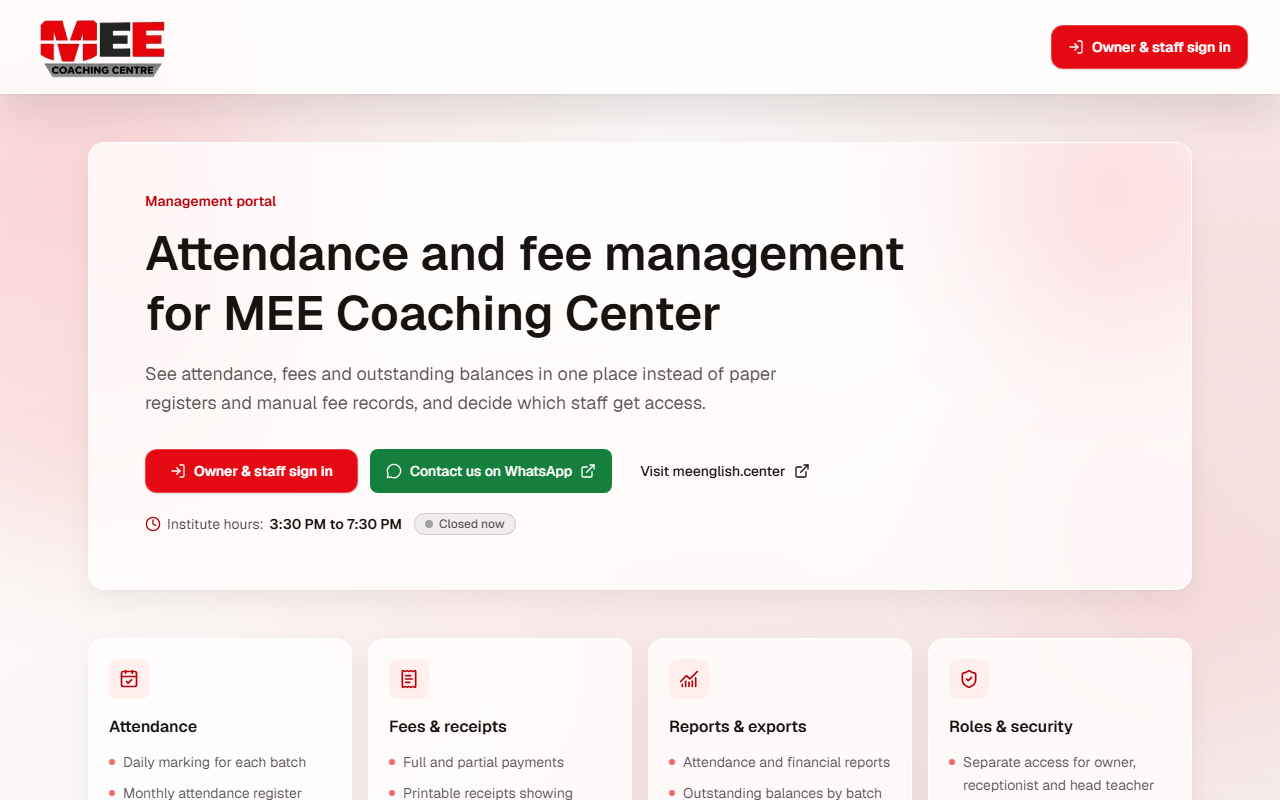 MEE
COACHING CENTRE
Owner & staff sign in
Management portal
Attendance and fee management
for MEE Coaching Center
See attendance, fees and outstanding balances in one place instead of paper
registers and manual fee records, and decide which staff get access.
Owner & staff sign in
Contact us on WhatsApp
Visit meenglish.center
Institute hours: 3:30 PM to 7:30 PM
Closed now
Attendance
Daily marking for each batch
Monthly attendance register
Fees & receipts
Full and partial payments
Printable receipts showing
Reports & exports
Attendance and financial reports
Outstanding balances by batch
Roles & security
Separate access for owner,
receptionist and head teacher